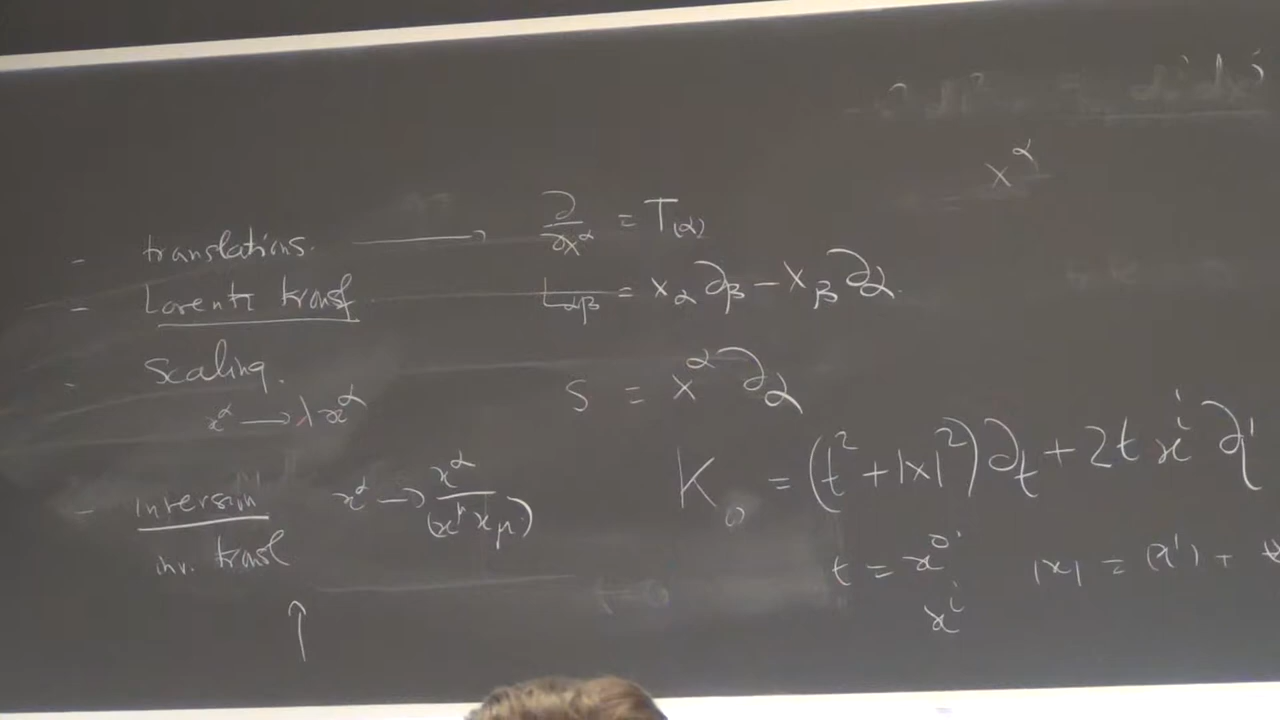 x^α
- translations. ⟶ ∂/∂x^α = T_(α)
- Lorentz transf L_αβ = x_α ∂_β − x_β ∂_α.
- Scaling. S = x^α ∂_α
x^α ⟶ λ x^α
K_0 = (t² + |x|²) ∂_t + 2t x^i ∂_i
- Inversion x^α ⟶ x^α/(x^μ x_μ)
inv. transl
t = x^0 |x| = (x^1) +
x^i
↑